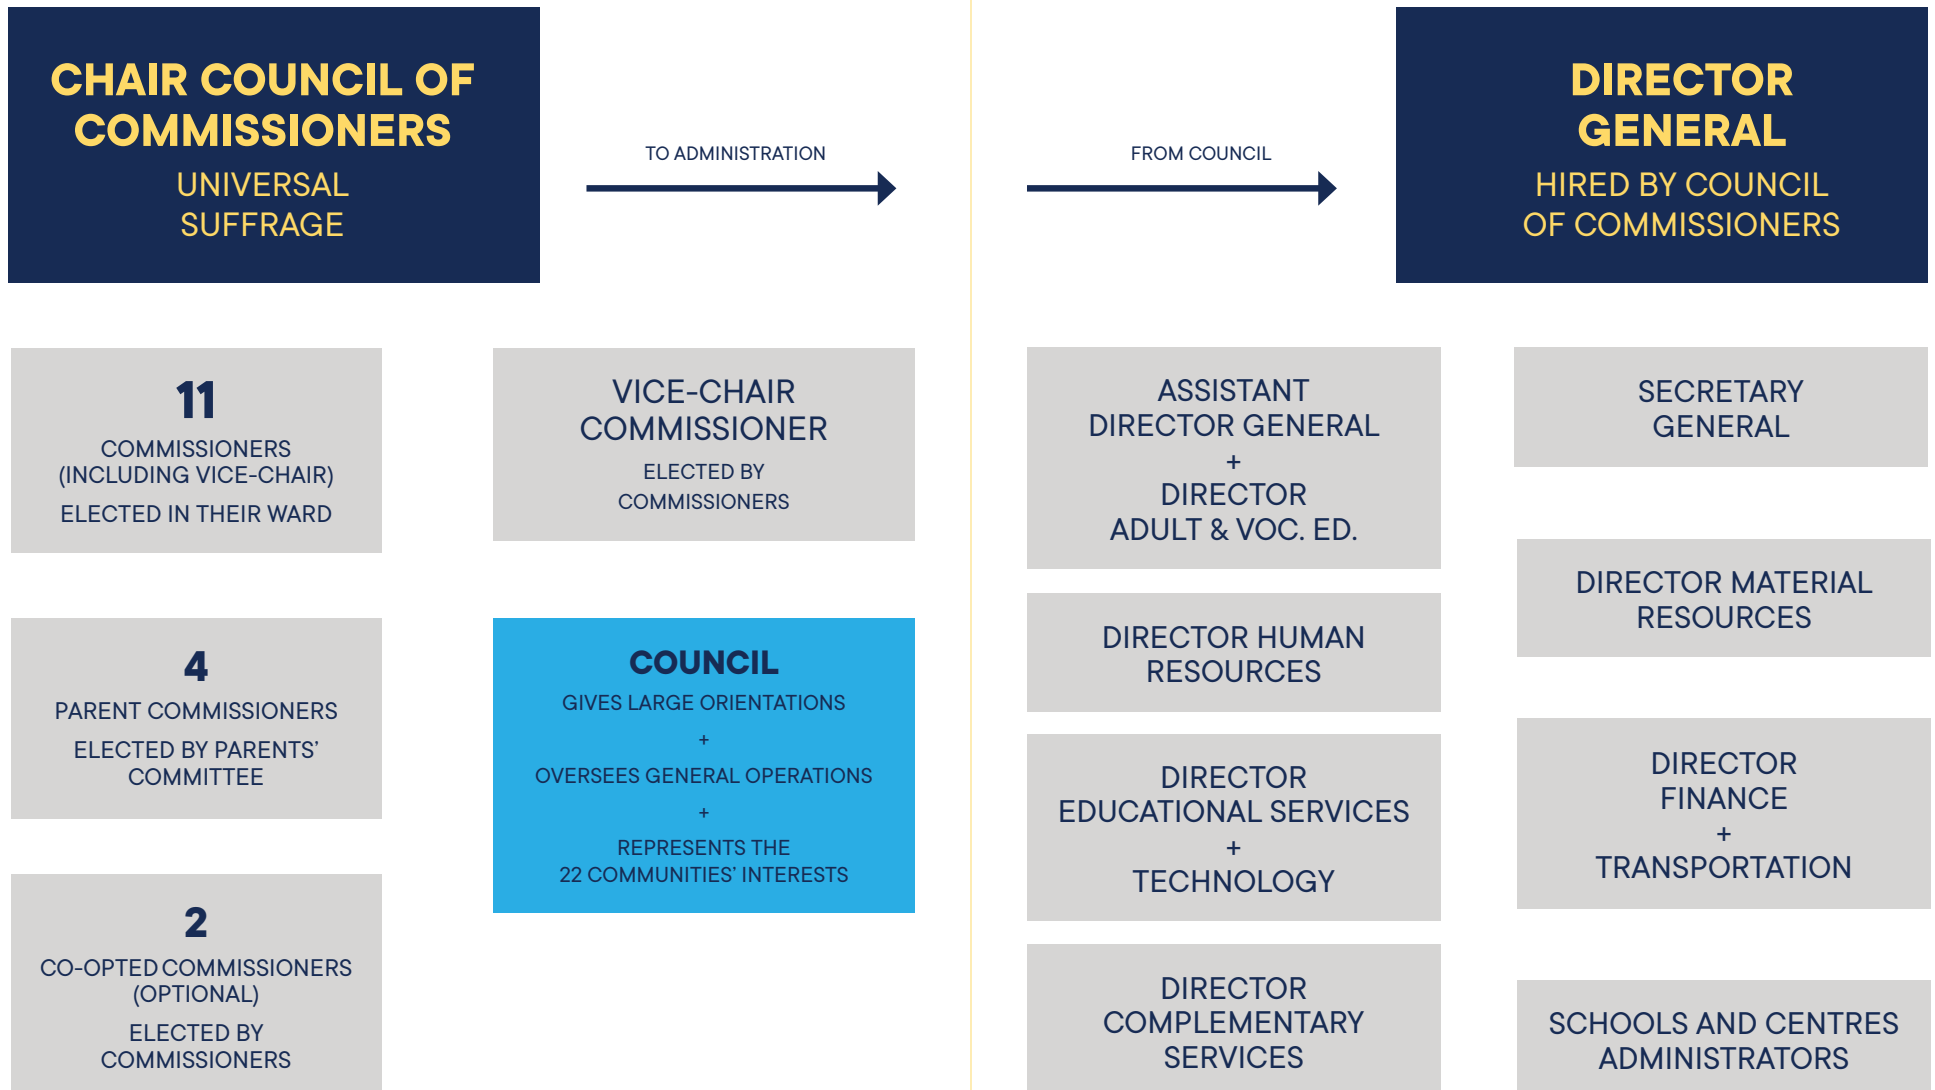 CHAIR COUNCIL OF
COMMISSIONERS
UNIVERSAL
SUFFRAGE
TO ADMINISTRATION
FROM COUNCIL
DIRECTOR
GENERAL
HIRED BY COUNCIL
OF COMMISSIONERS
11
COMMISSIONERS
(INCLUDING VICE-CHAIR)
ELECTED IN THEIR WARD
VICE-CHAIR
COMMISSIONER
ELECTED BY
COMMISSIONERS
4
PARENT COMMISSIONERS
ELECTED BY PARENTS’
COMMITTEE
COUNCIL
GIVES LARGE ORIENTATIONS
+
OVERSEES GENERAL OPERATIONS
+
REPRESENTS THE
22 COMMUNITIES’ INTERESTS
2
CO-OPTED COMMISSIONERS
(OPTIONAL)
ELECTED BY
COMMISSIONERS
ASSISTANT
DIRECTOR GENERAL
+
DIRECTOR
ADULT & VOC. ED.
SECRETARY
GENERAL
DIRECTOR HUMAN
RESOURCES
DIRECTOR MATERIAL
RESOURCES
DIRECTOR
EDUCATIONAL SERVICES
+
TECHNOLOGY
DIRECTOR
FINANCE
+
TRANSPORTATION
DIRECTOR
COMPLEMENTARY
SERVICES
SCHOOLS AND CENTRES
ADMINISTRATORS